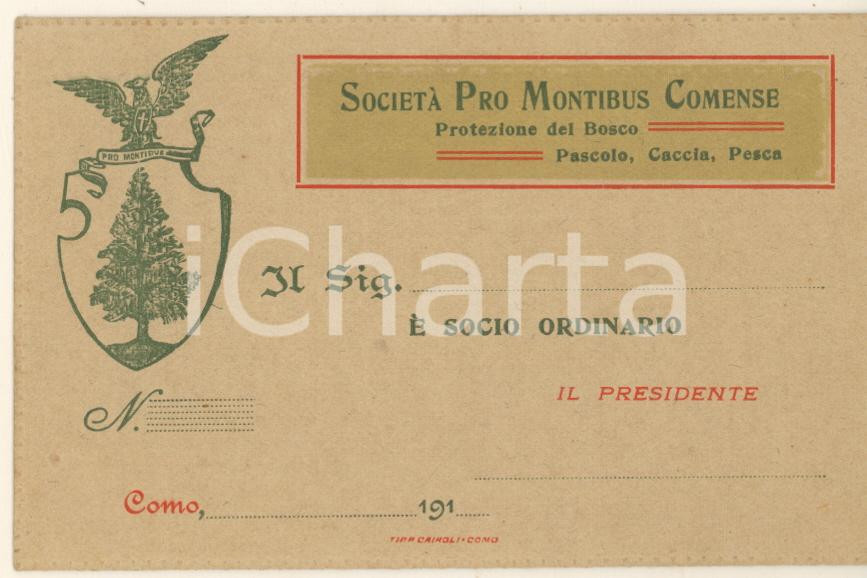 SOCIETÀ PRO MONTIBUS COMENSE
Protezione del Bosco
Pascolo, Caccia, Pesca
PRO MONTIBUS
Il Sig.
È SOCIO ORDINARIO
IL PRESIDENTE
N.
Como, 191
TIPP CAIROLI-COMO
iCharta